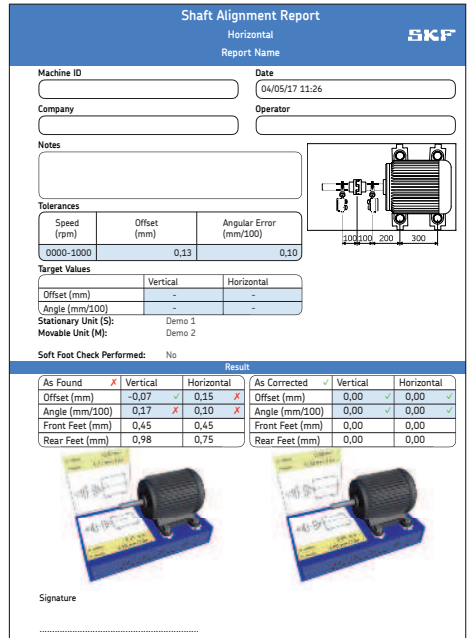 Shaft Alignment Report
Horizontal
SKF
Report Name
Machine ID
Date
04/05/17 11:26
Company
Operator
Notes
Tolerances
Speed (rpm) Offset (mm) Angular Error (mm/100)
0000-1000 0,13 0,10
100 100 200 300
Target Values
Vertical Horizontal
Offset (mm) - -
Angle (mm/100) - -
Stationary Unit (S): Demo 1
Movable Unit (M): Demo 2
Soft Foot Check Performed: No
Result
As Found ✗ Vertical Horizontal
Offset (mm) -0,07 ✓ 0,15 ✗
Angle (mm/100) 0,17 ✗ 0,10 ✗
Front Feet (mm) 0,45 0,45
Rear Feet (mm) 0,98 0,75
As Corrected ✓ Vertical Horizontal
Offset (mm) 0,00 ✓ 0,00 ✓
Angle (mm/100) 0,00 ✓ 0,00 ✓
Front Feet (mm) 0,00 0,00
Rear Feet (mm) 0,00 0,00
Signature